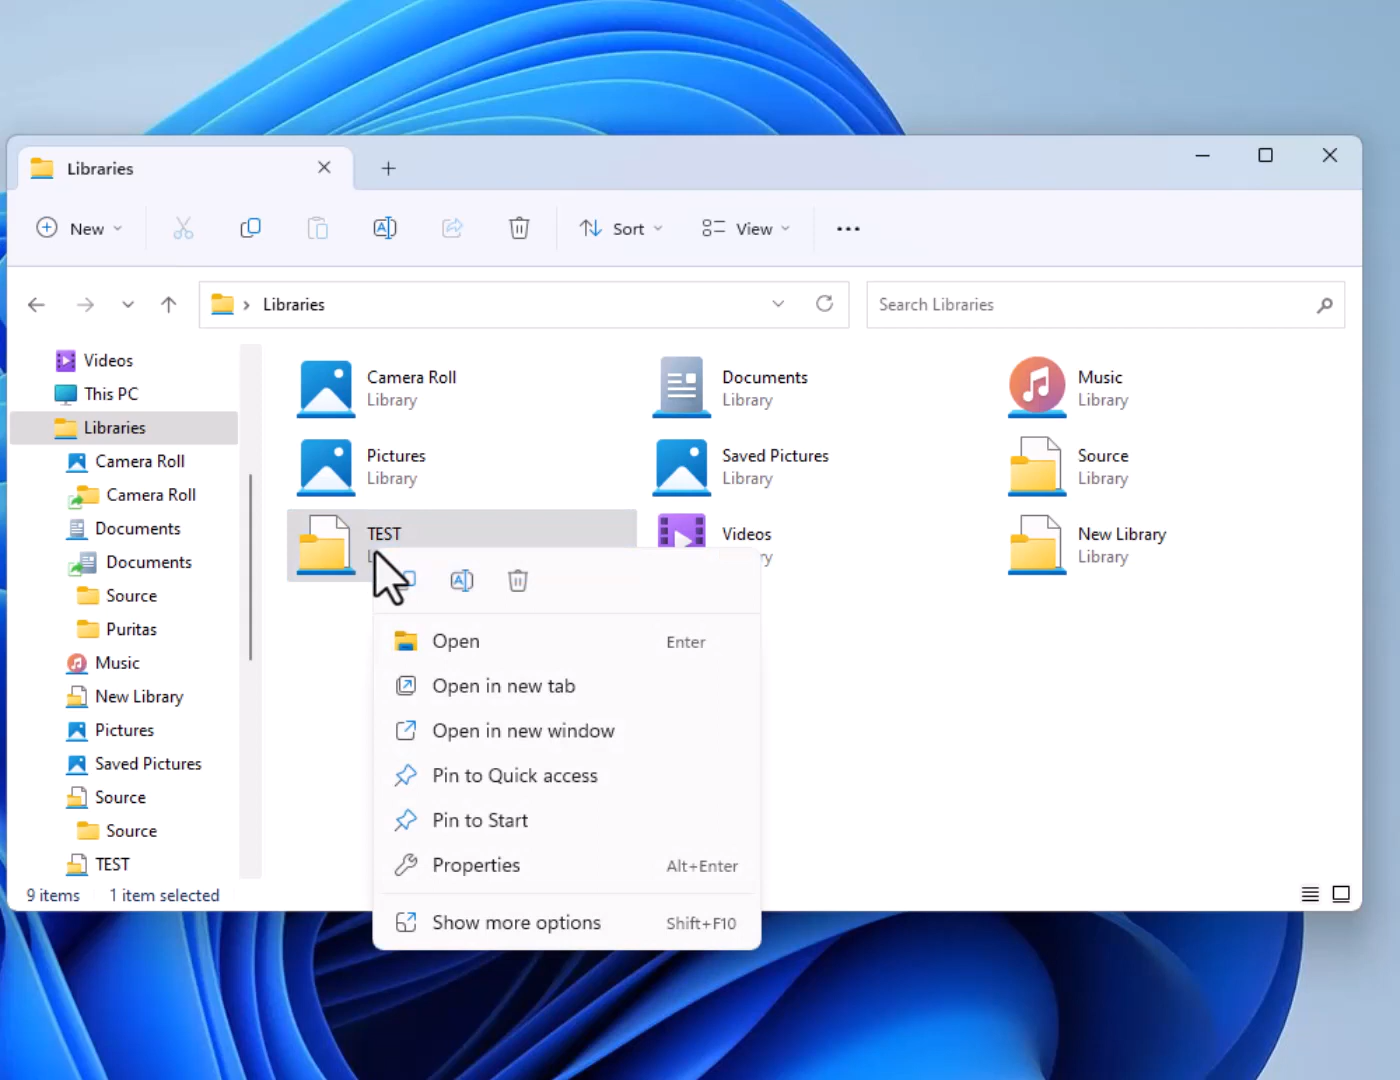 Libraries
New
Sort
View
Libraries
Search Libraries
Videos
This PC
Libraries
Camera Roll
Camera Roll
Documents
Documents
Source
Puritas
Music
New Library
Pictures
Saved Pictures
Source
Source
TEST
Camera Roll
Library
Documents
Library
Music
Library
Pictures
Library
Saved Pictures
Library
Source
Library
TEST
Videos
New Library
Library
Open Enter
Open in new tab
Open in new window
Pin to Quick access
Pin to Start
Properties Alt+Enter
Show more options Shift+F10
9 items 1 item selected